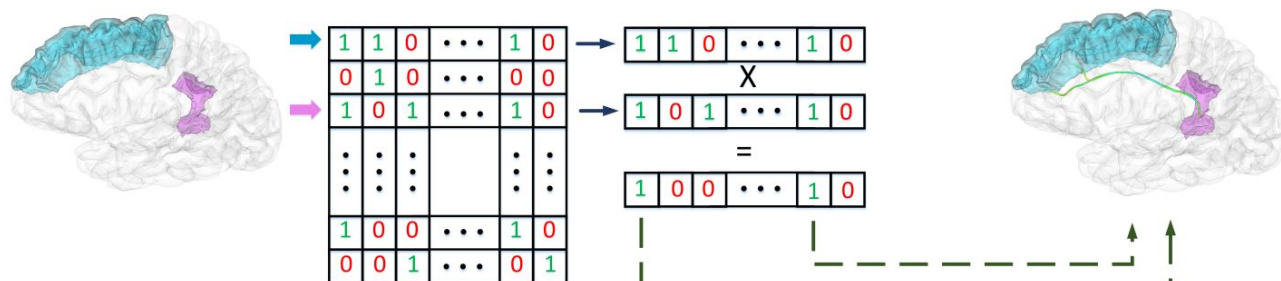 1 1 0 ••• 1 0
0 1 0 ••• 0 0
1 0 1 ••• 1 0
1 0 0 ••• 1 0
0 0 1 ••• 0 1
1 1 0 ••• 1 0
X
1 0 1 ••• 1 0
=
1 0 0 ••• 1 0